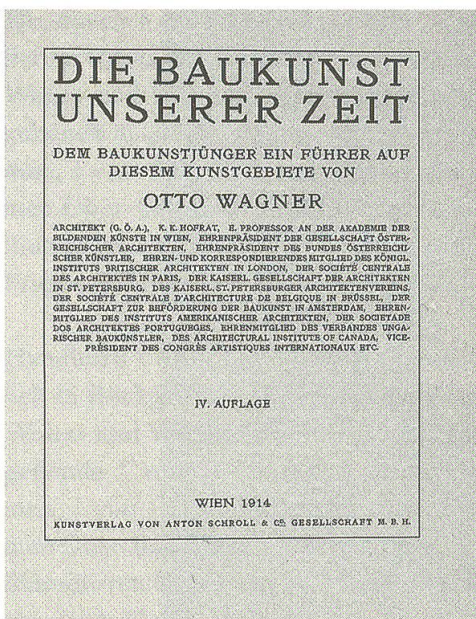 DIE BAUKUNST
UNSERER ZEIT
DEM BAUKUNSTJÜNGER EIN FÜHRER AUF
DIESEM KUNSTGEBIETE VON
OTTO WAGNER
ARCHITEKT (G. Ö. A.), K. K. HOFRAT, E. PROFESSOR AN DER AKADEMIE DER
BILDENDEN KÜNSTE IN WIEN, EHRENPRÄSIDENT DER GESELLSCHAFT ÖSTER-
REICHISCHER ARCHITEKTEN, EHRENPRÄSIDENT DES BUNDES ÖSTERREICHI-
SCHER KÜNSTLER, EHREN- UND KORRESPONDIERENDES MITGLIED DES KÖNIGL.
INSTITUTS BRITISCHER ARCHITEKTEN IN LONDON, DER SOCIÉTÉ CENTRALE
DES ARCHITEKTES IN PARIS, DER KAISERL. GESELLSCHAFT DER ARCHITEKTEN
IN ST. PETERSBURG, DES KAISERL. ST. PETERSBURGER ARCHITEKTENVEREINS,
DER SOCIÉTÉ CENTRALE D'ARCHITECTURE DE BELGIQUE IN BRÜSSEL, DER
GESELLSCHAFT ZUR BEFÖRDERUNG DER BAUKUNST IN AMSTERDAM, EHREN-
MITGLIED DES INSTITUTS AMERIKANISCHER ARCHITEKTEN, DER SOCIETADE
DOS ARCHITECTES PORTUGUEGES, EHRENMITGLIED DES VERBANDES UNGA-
RISCHER BAUKÜNSTLER, DES ARCHITECTURAL INSTITUTE OF CANADA, VICE-
PRÉSIDENT DES CONGRÈS ARTISTIQUES INTERNATIONAUX ETC.
IV. AUFLAGE
WIEN 1914
KUNSTVERLAG VON ANTON SCHROLL & Co. GESELLSCHAFT M. B. H.